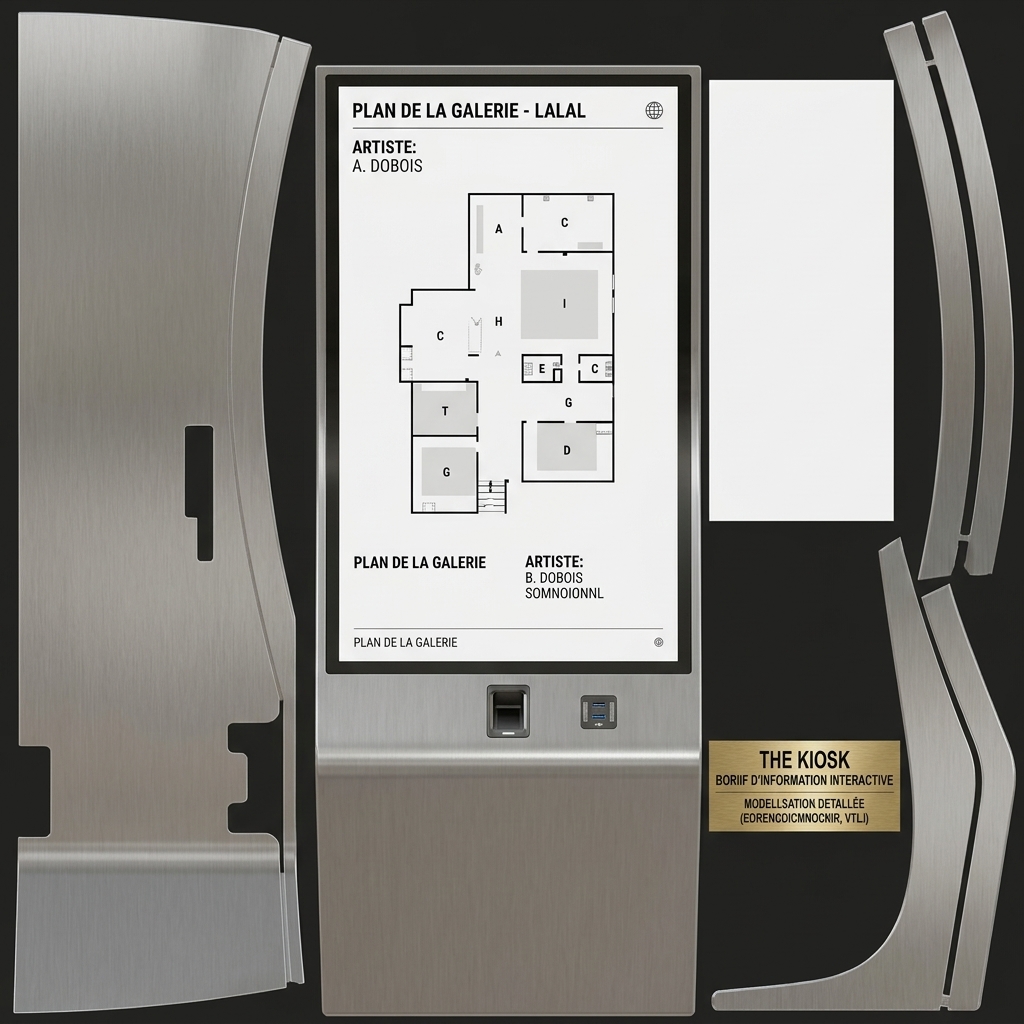 PLAN DE LA GALERIE - LALAL
ARTISTE:
A. DOBOIS
A
C
I
H
C
E
C
G
T
D
G
PLAN DE LA GALERIE
ARTISTE:
B. DOBOIS
SOMNOIONNL
PLAN DE LA GALERIE
THE KIOSK
BORIIF D'INFORMATION INTERACTIVE
MODELLSATION DETALLÉE
(EDRENCOICMNOCNIR, VTLI)